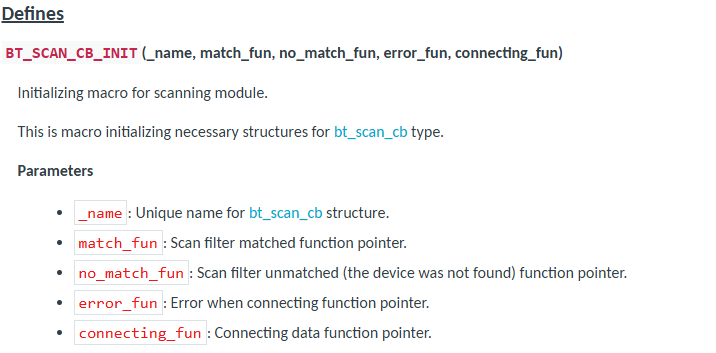 Defines
BT_SCAN_CB_INIT (_name, match_fun, no_match_fun, error_fun, connecting_fun)
Initializing macro for scanning module.
This is macro initializing necessary structures for bt_scan_cb type.
Parameters
• _name : Unique name for bt_scan_cb structure.
• match_fun : Scan filter matched function pointer.
• no_match_fun : Scan filter unmatched (the device was not found) function pointer.
• error_fun : Error when connecting function pointer.
• connecting_fun : Connecting data function pointer.